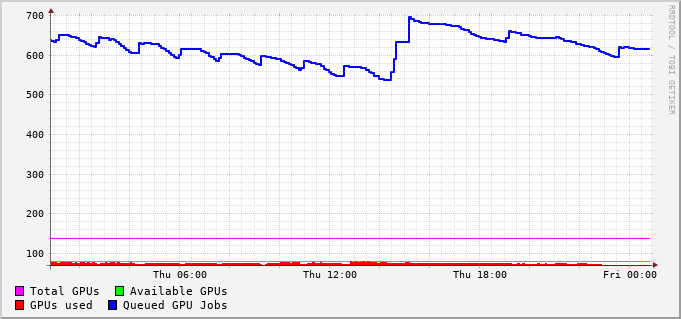 700
600
500
400
300
200
100
Thu 06:00 Thu 12:00 Thu 18:00 Fri 00:00
Total GPUs Available GPUs
GPUs used Queued GPU Jobs
RRDTOOL / TOBI OETIKER